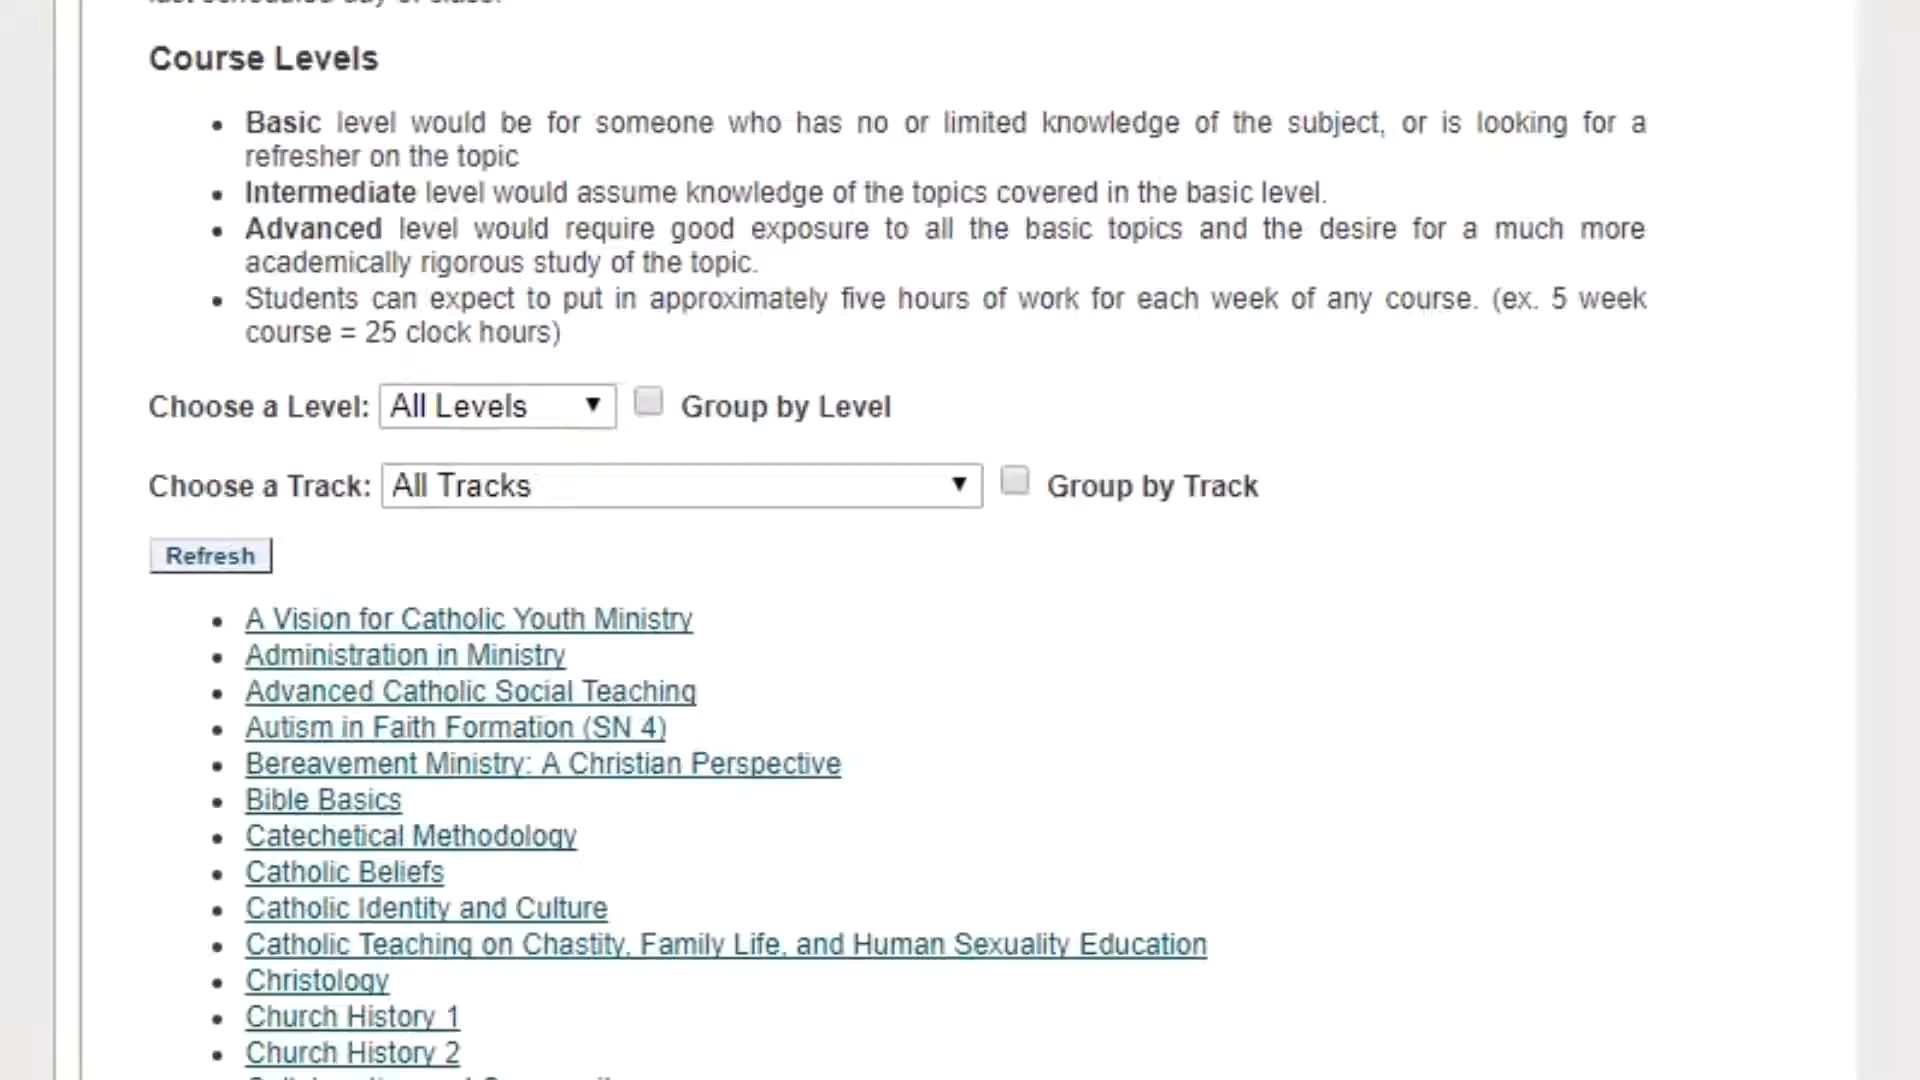 Course Levels
Basic level would be for someone who has no or limited knowledge of the subject, or is looking for a
refresher on the topic
Intermediate level would assume knowledge of the topics covered in the basic level.
Advanced level would require good exposure to all the basic topics and the desire for a much more
academically rigorous study of the topic.
Students can expect to put in approximately five hours of work for each week of any course. (ex. 5 week
course = 25 clock hours)
Choose a Level: All Levels Group by Level
Choose a Track: All Tracks Group by Track
Refresh
A Vision for Catholic Youth Ministry
Administration in Ministry
Advanced Catholic Social Teaching
Autism in Faith Formation (SN 4)
Bereavement Ministry: A Christian Perspective
Bible Basics
Catechetical Methodology
Catholic Beliefs
Catholic Identity and Culture
Catholic Teaching on Chastity, Family Life, and Human Sexuality Education
Christology
Church History 1
Church History 2